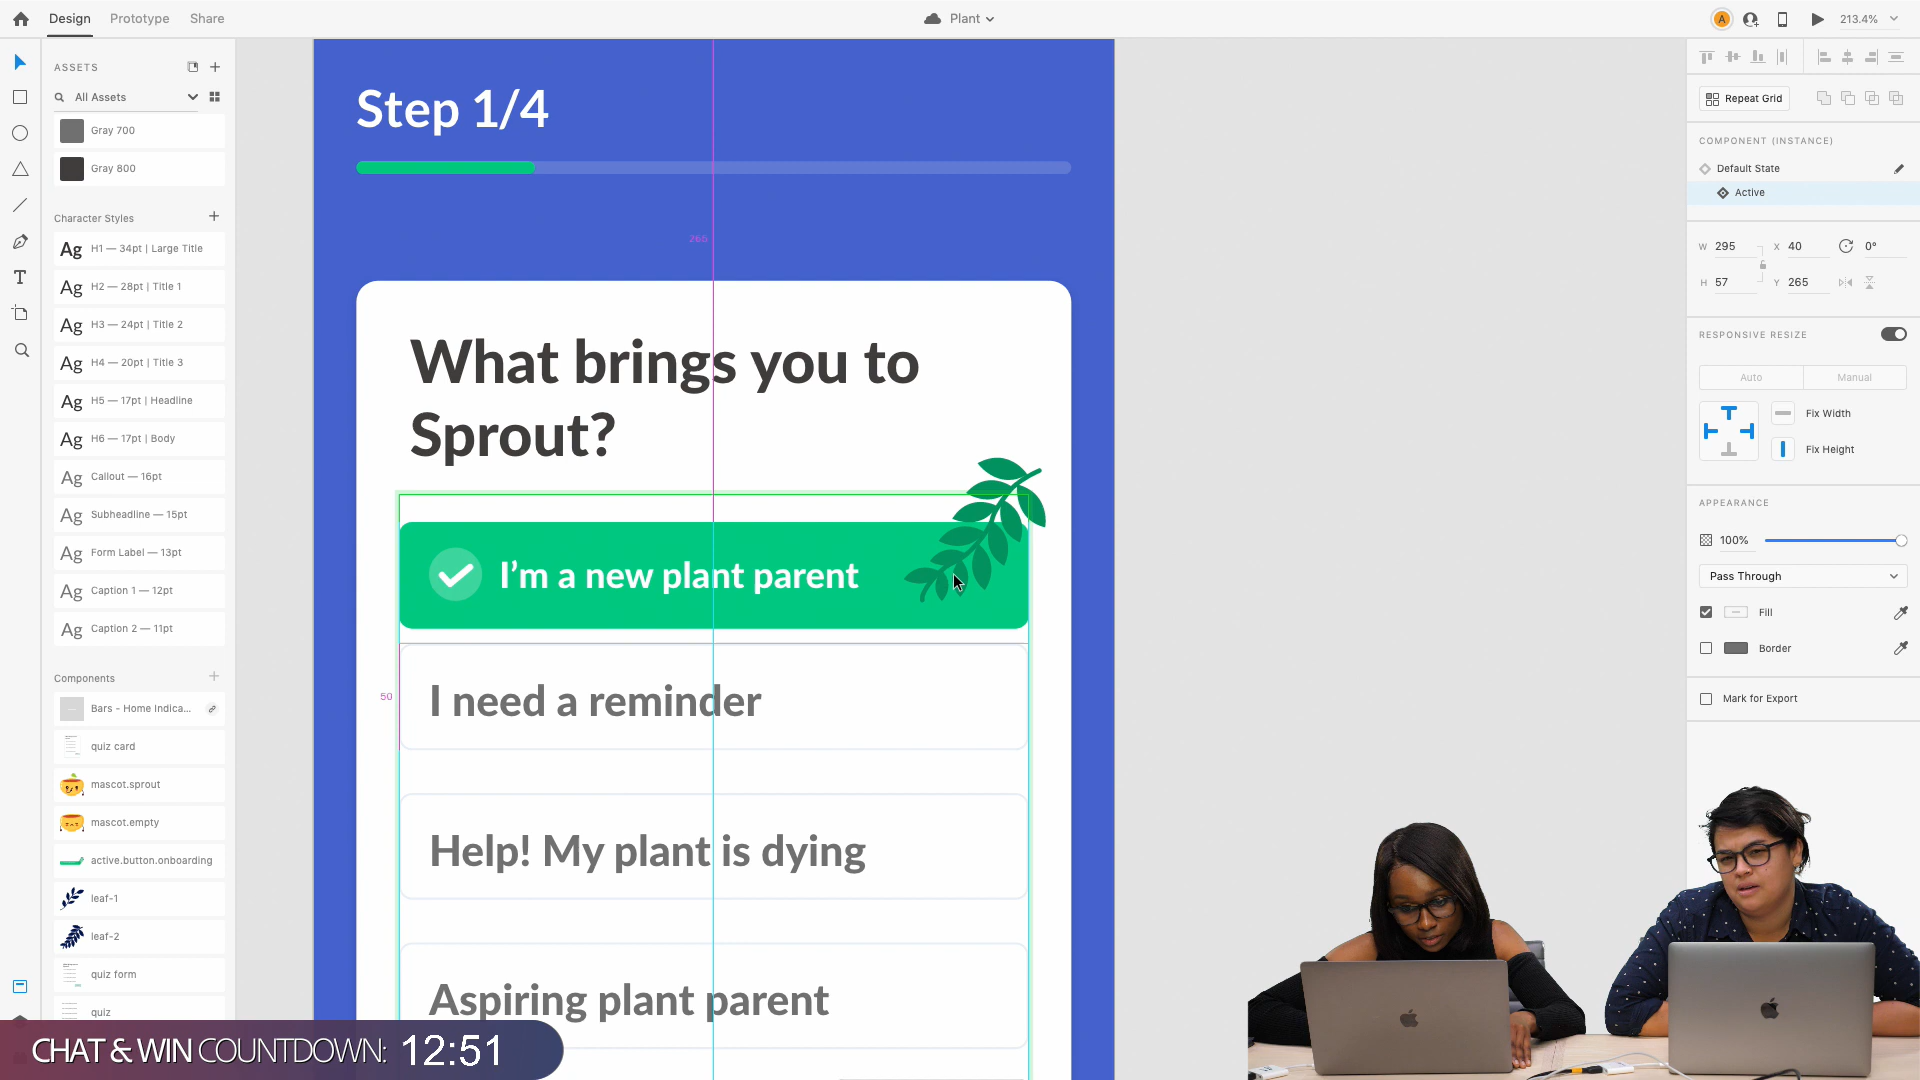 Design
Prototype
Share
Plant
A
213.4%
ASSETS
All Assets
Gray 700
Gray 800
Character Styles
Ag H1 — 34pt | Large Title
Ag H2 — 28pt | Title 1
Ag H3 — 24pt | Title 2
Ag H4 — 20pt | Title 3
Ag H5 — 17pt | Headline
Ag H6 — 17pt | Body
Ag Callout — 16pt
Ag Subheadline — 15pt
Ag Form Label — 13pt
Ag Caption 1 — 12pt
Ag Caption 2 — 11pt
Components
Bars - Home Indica...
quiz card
mascot.sprout
mascot.empty
active.button.onboarding
leaf-1
leaf-2
quiz form
quiz
T
Step 1/4
265
What brings you to
Sprout?
I’m a new plant parent
50
I need a reminder
Help! My plant is dying
Aspiring plant parent
CHAT & WIN COUNTDOWN: 12:51
Repeat Grid
COMPONENT (INSTANCE)
Default State
Active
W 295 X 40 0°
H 57 Y 265
RESPONSIVE RESIZE
Auto Manual
Fix Width
Fix Height
APPEARANCE
100%
Pass Through
Fill
Border
Mark for Export